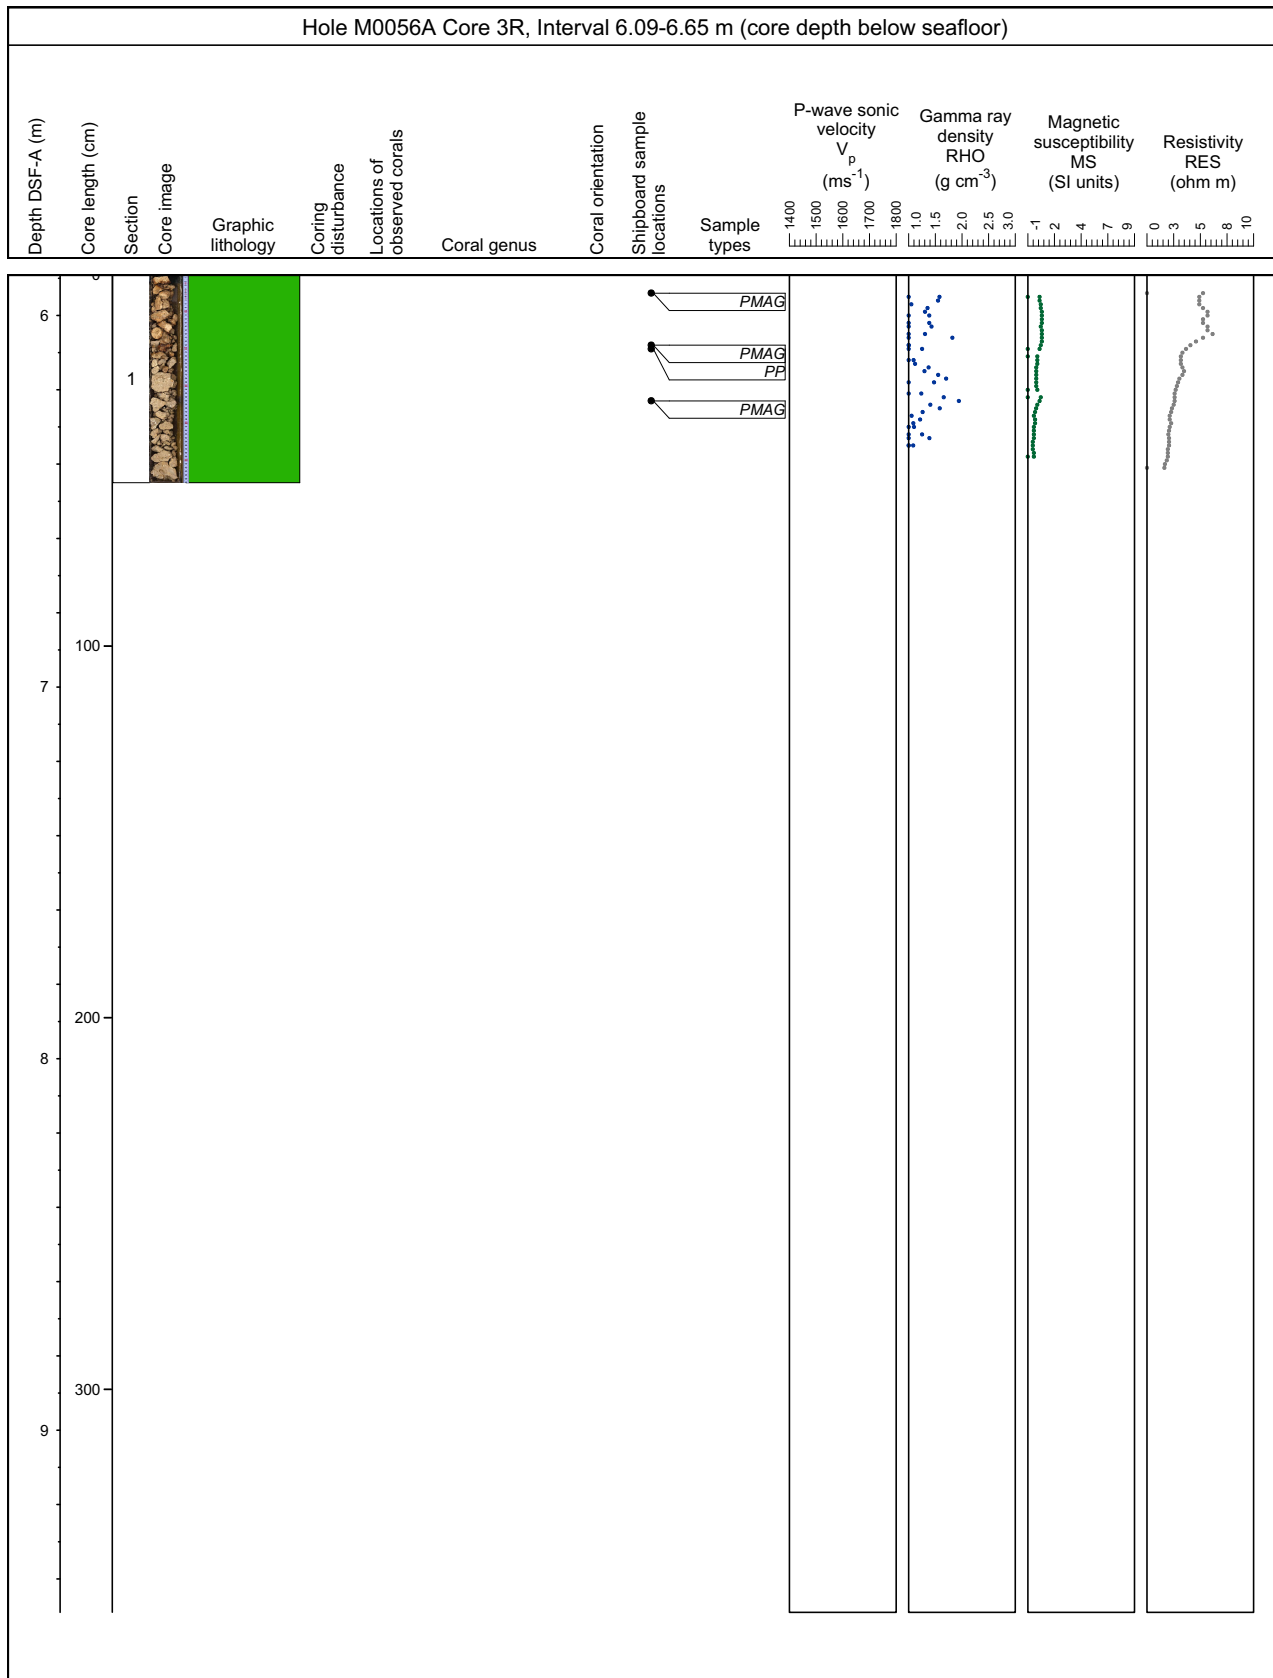 Hole M0056A Core 3R, Interval 6.09-6.65 m (core depth below seafloor)
Depth DSF-A (m)
Core length (cm)
Section
Core image
Graphic
lithology
Coring
disturbance
Locations of
observed corals
Coral genus
Coral orientation
Shipboard sample
locations
Sample
types
P-wave sonic
velocity
Vp
(ms-1)
1400 1500 1600 1700 1800
Gamma ray
density
RHO
(g cm-3)
1.0 1.5 2.0 2.5 3.0
Magnetic
susceptibility
MS
(SI units)
-1 2 4 7 9
Resistivity
RES
(ohm m)
0 3 5 8 10
0
6
PMAG
PMAG
1
PP
PMAG
100
7
200
8
300
9